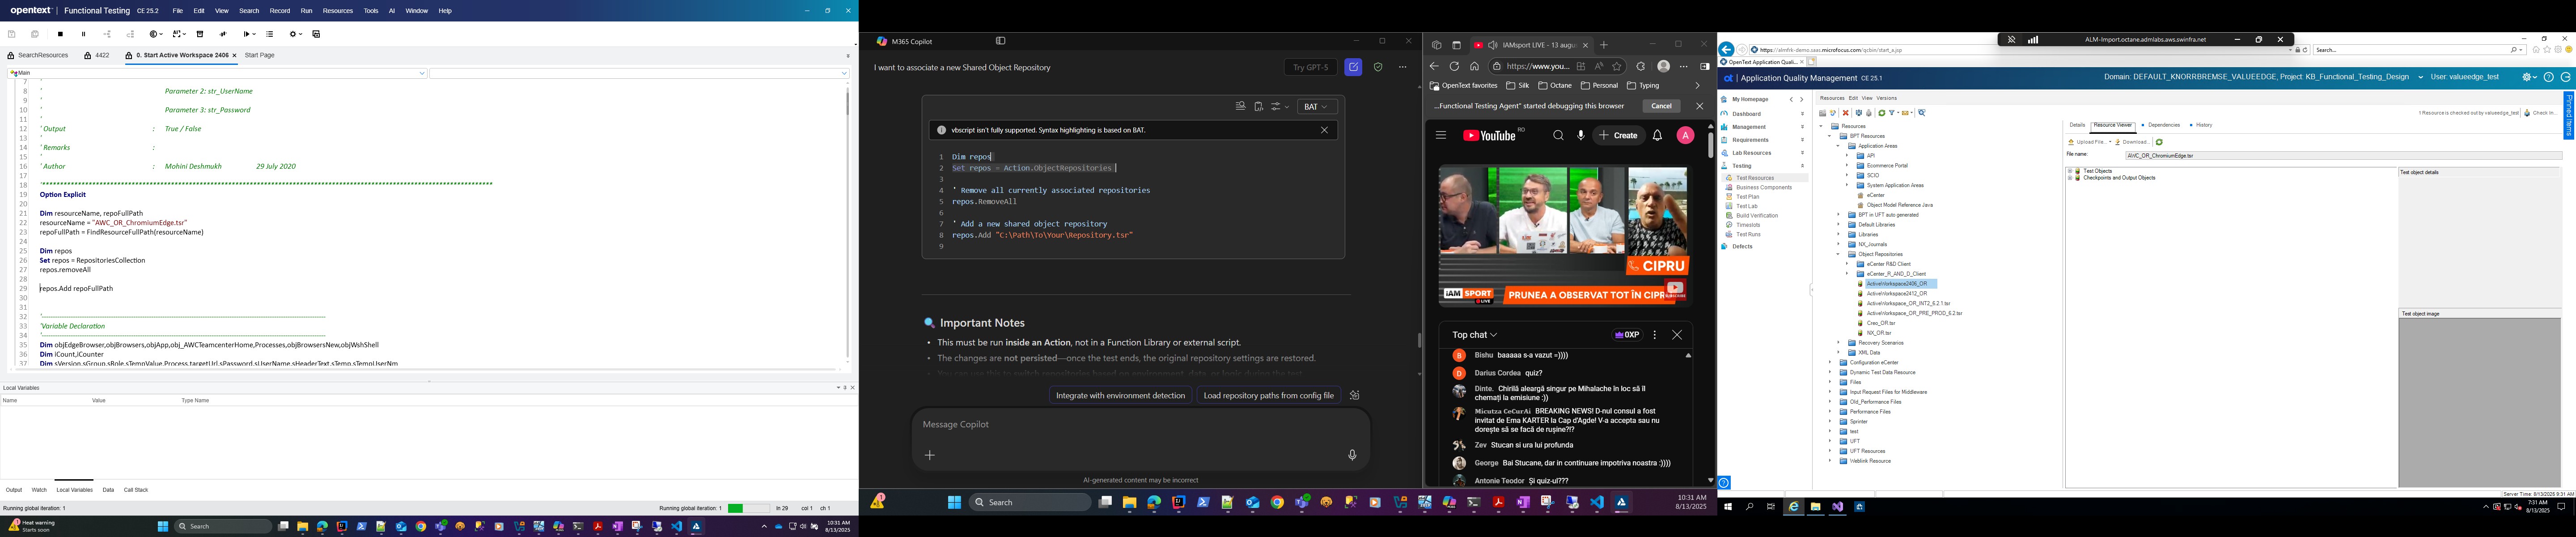 opentext | Functional Testing CE 25.2 File Edit View Search Record Run Resources Tools AI Window Help
SearchResources 4422 0. Start Active Workspace 2406 Start Page
Main
7 '
8 ' Parameter 2: str_UserName
9 '
10 ' Parameter 3: str_Password
11 '
12 ' Output : True / False
13 '
14 ' Remarks :
15 '
16 ' Author : Mohini Deshmukh 29 July 2020
17 '
18
19 Option Explicit
20
21 Dim resourceName, repoFullPath
22 resourceName = "AWC_OR_ChromiumEdge.tsr"
23 repoFullPath = FindResourceFullPath(resourceName)
24
25 Dim repos
26 Set repos = RepositoriesCollection
27 repos.removeAll
28
29 repos.Add repoFullPath
30
31
32
33 'Variable Declaration
34
35 Dim objEdgeBrowser,objBrowsers,objApp,obj_AWCTeamcenterHome,Processes,objBrowsersNew,objWshShell
36 Dim iCount,iCounter
37 Dim sVersion,sGroup,sRole,sTempValue,Process,targetUrl,sPassword,sUserName,sHeaderText,sTemp,sTempUserNm
Local Variables
Name Value Type Name
Output Watch Local Variables Data Call Stack
Running global iteration: 1 Running global iteration: 1 ln 29 col 1 ch 1
Heat warning
Starts soon
Search
10:31 AM
8/13/2025
M365 Copilot
I want to associate a new Shared Object Repository Try GPT-5
BAT
vbscript isn't fully supported. Syntax highlighting is based on BAT.
1 Dim repos
2 Set repos = Action.ObjectRepositories
3
4 ' Remove all currently associated repositories
5 repos.RemoveAll
6
7 ' Add a new shared object repository
8 repos.Add "C:\Path\To\Your\Repository.tsr"
9
Important Notes
• This must be run inside an Action, not in a Function Library or external script.
• The changes are not persisted—once the test ends, the original repository settings are restored.
• You can use this to switch repositories based on environment, data, or logic during the test.
Integrate with environment detection Load repository paths from config file
Message Copilot
AI-generated content may be incorrect
Search
10:31 AM
8/13/2025
IAMsport LIVE - 13 augu
https://www.you...
OpenText favorites Silk Octane Personal Typing
...Functional Testing Agent" started debugging this browser Cancel
YouTube RO Create A
CIPRU
SUBSCRIBE
iAM SPORT LIVE PRUNEA A OBSERVAT TOT ÎN CIPR
Top chat 0XP
B Bishu baaaaa s-a vazut =))))
D Darius Cordea quiz?
Dinte. Chirilă aleargă singur pe Mihalache în loc să îl
chemați la emisiune :))
Micutza CeCurAi BREAKING NEWS! D-nul consul a fost
invitat de Ema KARTER la Cap d'Agde! V-a accepta sau nu
dorește să se facă de rușine?!?
Zev Stucan si ura lui profunda
George Bai Stucane, dar in continuare impotriva noastra :))))
Antonie Teodor Și quiz-ul???
ALM-Import.octane.admlabs.aws.swinfra.net
https://almfrk-demo.saas.microfocus.com/qcbin/start_a.jsp Search...
OpenText Application Quality...
Application Quality Management CE 25.1 Domain: DEFAULT_KNORRBREMSE_VALUEEDGE, Project: KB_Functional_Testing_Design User: valueedge_test
My Homepage
Dashboard
Management
Requirements
Lab Resources
Testing
Test Resources
Business Components
Test Plan
Test Lab
Build Verification
Timeslots
Test Runs
Defects
Resources Edit View Versions
1 Resource is checked out by valueedge_test Check In...
Pinned Items
Resources
BPT Resources
Application Areas
API
Ecommerce Portal
SCIO
System Application Areas
eCenter
Object Model Reference Java
BPT in UFT auto generated
Default Libraries
Libraries
NX_Journals
Object Repositories
eCenter R&D Client
eCenter_R_AND_D_Client
ActiveWorkspace2406_OR
ActiveWorkspace2412_OR
ActiveWorkspace_OR_INT2_6.2.1.tsr
ActiveWorkspace_OR_PRE_PROD_6.2.tsr
Creo_OR.tsr
NX_OR.tsr
Recovery Scenarios
XML Data
Configuration eCenter
Dynamic Test Data Resource
Files
Input Request Files for Middleware
Old_Performance Files
Performance Files
Sprinter
test
UFT
UFT Resources
Weblink Resource
Details Resource Viewer Dependencies History
Upload File... Download...
File name: AWC_OR_ChromiumEdge.tsr
Test Objects
Checkpoints and Output Objects
Test object details
Test object image
Server Time: 8/13/2025 9:31 AM
7:31 AM
8/13/2025